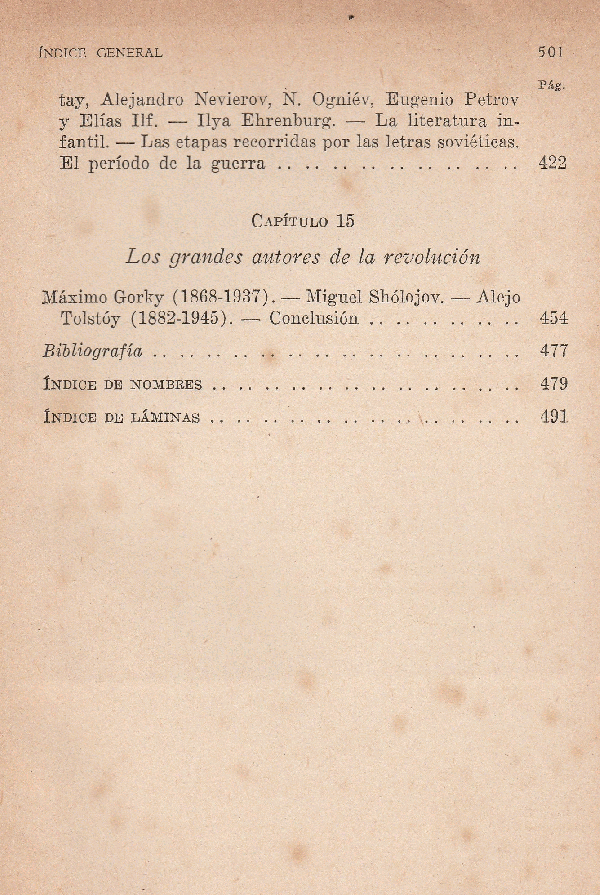 ÍNDICE GENERAL 501
Pág.
tay, Alejandro Nevierov, N. Ogniév, Eugenio Petrov
y Elías Ilf. — Ilya Ehrenburg. — La literatura in-
fantil. — Las etapas recorridas por las letras soviéticas.
El período de la guerra . . . . . . . . . . . . . . . 422
CAPÍTULO 15
Los grandes autores de la revolución
Máximo Gorky (1868-1937). — Miguel Shólojov. — Alejo
Tolstóy (1882-1945). — Conclusión . . . . . . . . . . 454
Bibliografía . . . . . . . . . . . . . . . . . . . . . 477
ÍNDICE DE NOMBRES . . . . . . . . . . . . . . . . . . 479
ÍNDICE DE LÁMINAS . . . . . . . . . . . . . . . . . . 491